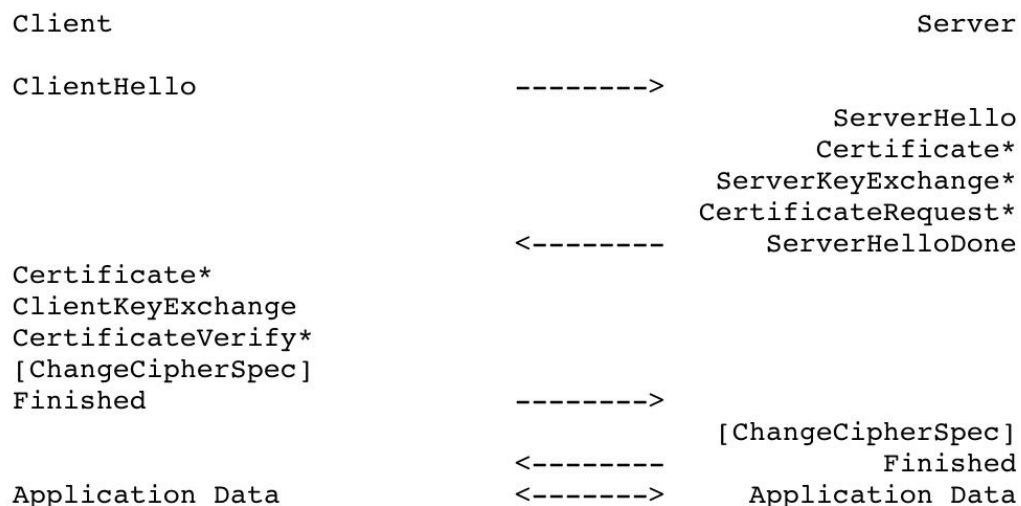 Client Server
ClientHello -------->
ServerHello
Certificate*
ServerKeyExchange*
CertificateRequest*
<-------- ServerHelloDone
Certificate*
ClientKeyExchange
CertificateVerify*
[ChangeCipherSpec]
Finished -------->
[ChangeCipherSpec]
<-------- Finished
Application Data <-------> Application Data